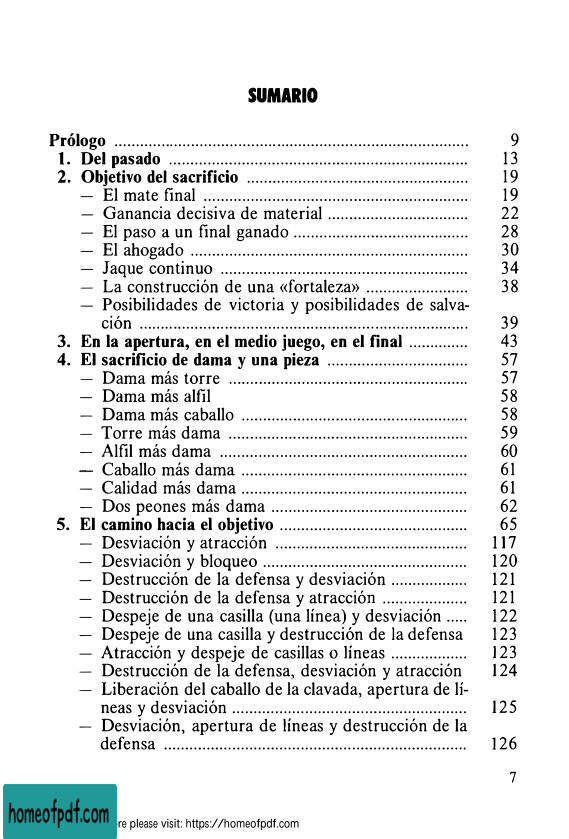 SUMARIO
Prólogo .................................................................................. 9
1. Del pasado ..................................................................... 13
2. Objetivo del sacrificio ................................................... 19
— El mate final ............................................................. 19
— Ganancia decisiva de material ................................ 22
— El paso a un final ganado ........................................ 28
— El ahogado ................................................................ 30
— Jaque continuo ......................................................... 34
— La construcción de una «fortaleza» ........................ 38
— Posibilidades de victoria y posibilidades de salva-
ción ............................................................................ 39
3. En la apertura, en el medio juego, en el final .............. 43
4. El sacrificio de dama y una pieza ................................ 57
— Dama más torre ....................................................... 57
— Dama más alfil 58
— Dama más caballo .................................................... 58
— Torre más dama ....................................................... 59
— Alfil más dama ......................................................... 60
— Caballo más dama .................................................... 61
— Calidad más dama .................................................... 61
— Dos peones más dama ............................................. 62
5. El camino hacia el objetivo ........................................... 65
— Desviación y atracción ............................................ 117
— Desviación y bloqueo ............................................... 120
— Destrucción de la defensa y desviación ................. 121
— Destrucción de la defensa y atracción ................... 121
— Despeje de una casilla (una línea) y desviación ..... 122
— Despeje de una casilla y destrucción de la defensa 123
— Atracción y despeje de casillas o líneas ................. 123
— Destrucción de la defensa, desviación y atracción 124
— Liberación del caballo de la clavada, apertura de lí-
neas y desviación ...................................................... 125
— Desviación, apertura de líneas y destrucción de la
defensa ...................................................................... 126
7
homeofpdf.com
re please visit: https://homeofpdf.com